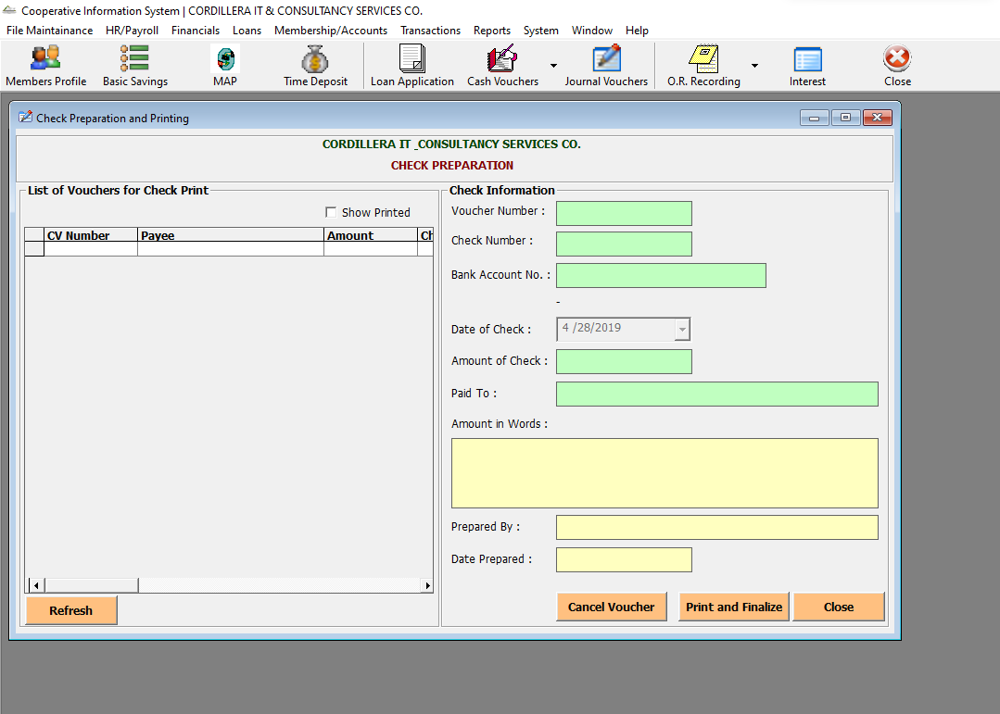 Cooperative Information System | CORDILLERA IT & CONSULTANCY SERVICES CO.
File Maintainance HR/Payroll Financials Loans Membership/Accounts Transactions Reports System Window Help
Members Profile Basic Savings MAP Time Deposit Loan Application Cash Vouchers Journal Vouchers O.R. Recording Interest Close
Check Preparation and Printing
CORDILLERA IT _CONSULTANCY SERVICES CO.
CHECK PREPARATION
List of Vouchers for Check Print
Show Printed
CV Number Payee Amount Ch
Refresh
Check Information
Voucher Number :
Check Number :
Bank Account No. :
-
Date of Check : 4 /28/2019
Amount of Check :
Paid To :
Amount in Words :
Prepared By :
Date Prepared :
Cancel Voucher Print and Finalize Close